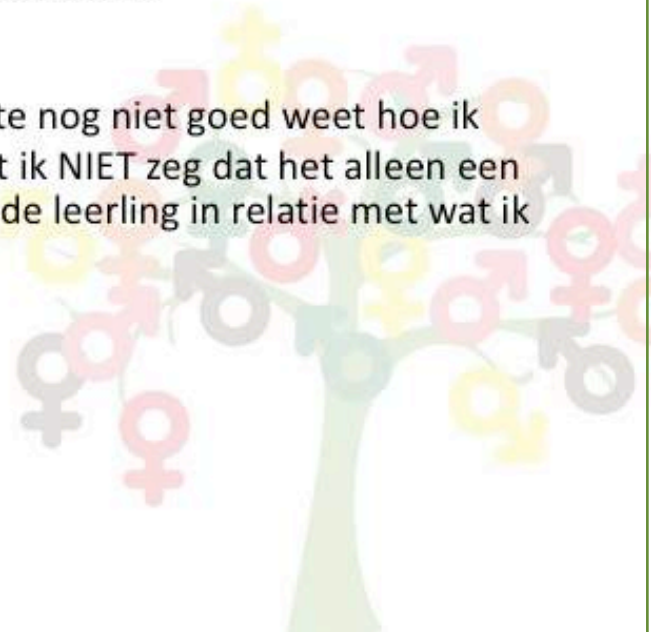 te nog niet goed weet hoe ik
t ik NIET zeg dat het alleen een
de leerling in relatie met wat ik